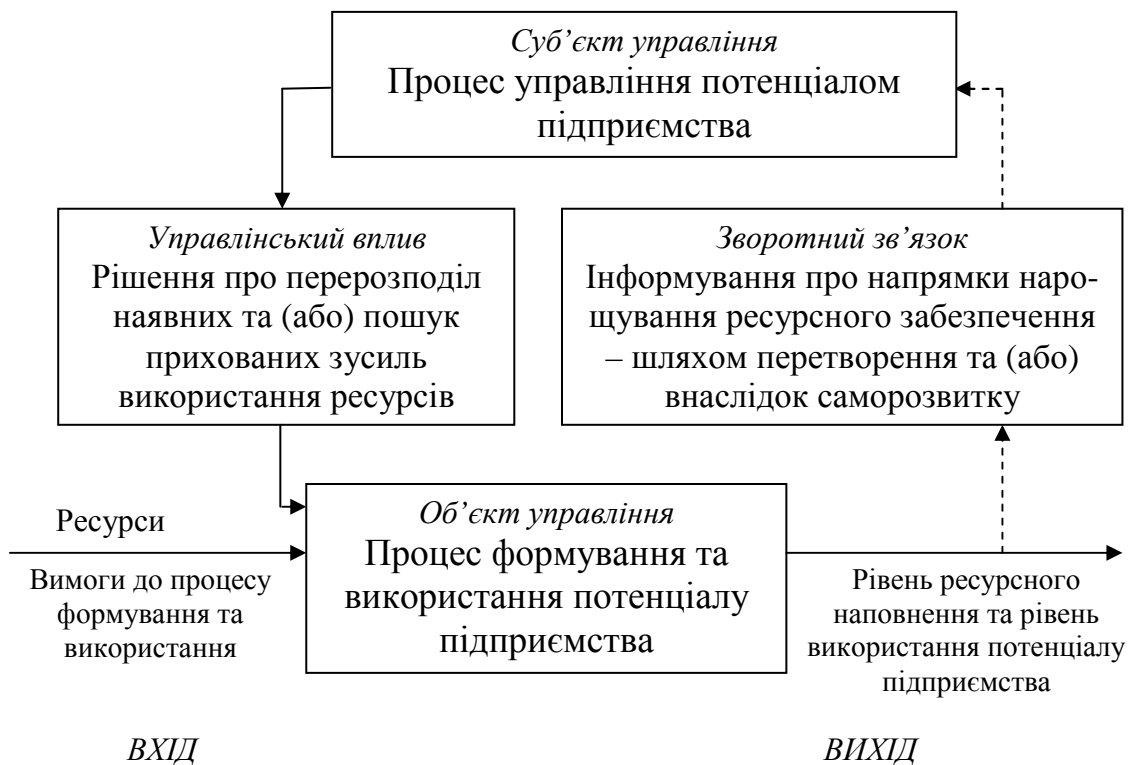 Суб’єкт управління
Процес управління потенціалом
підприємства
Управлінський вплив
Рішення про перерозподіл
наявних та (або) пошук
прихованих зусиль
використання ресурсів
Зворотний зв’язок
Інформування про напрямки наро-
щування ресурсного забезпечення
– шляхом перетворення та (або)
внаслідок саморозвитку
Ресурси
Вимоги до процесу
формування та
використання
Об’єкт управління
Процес формування та
використання потенціалу
підприємства
Рівень ресурсного
наповнення та рівень
використання потенціалу
підприємства
ВХІД
ВИХІД